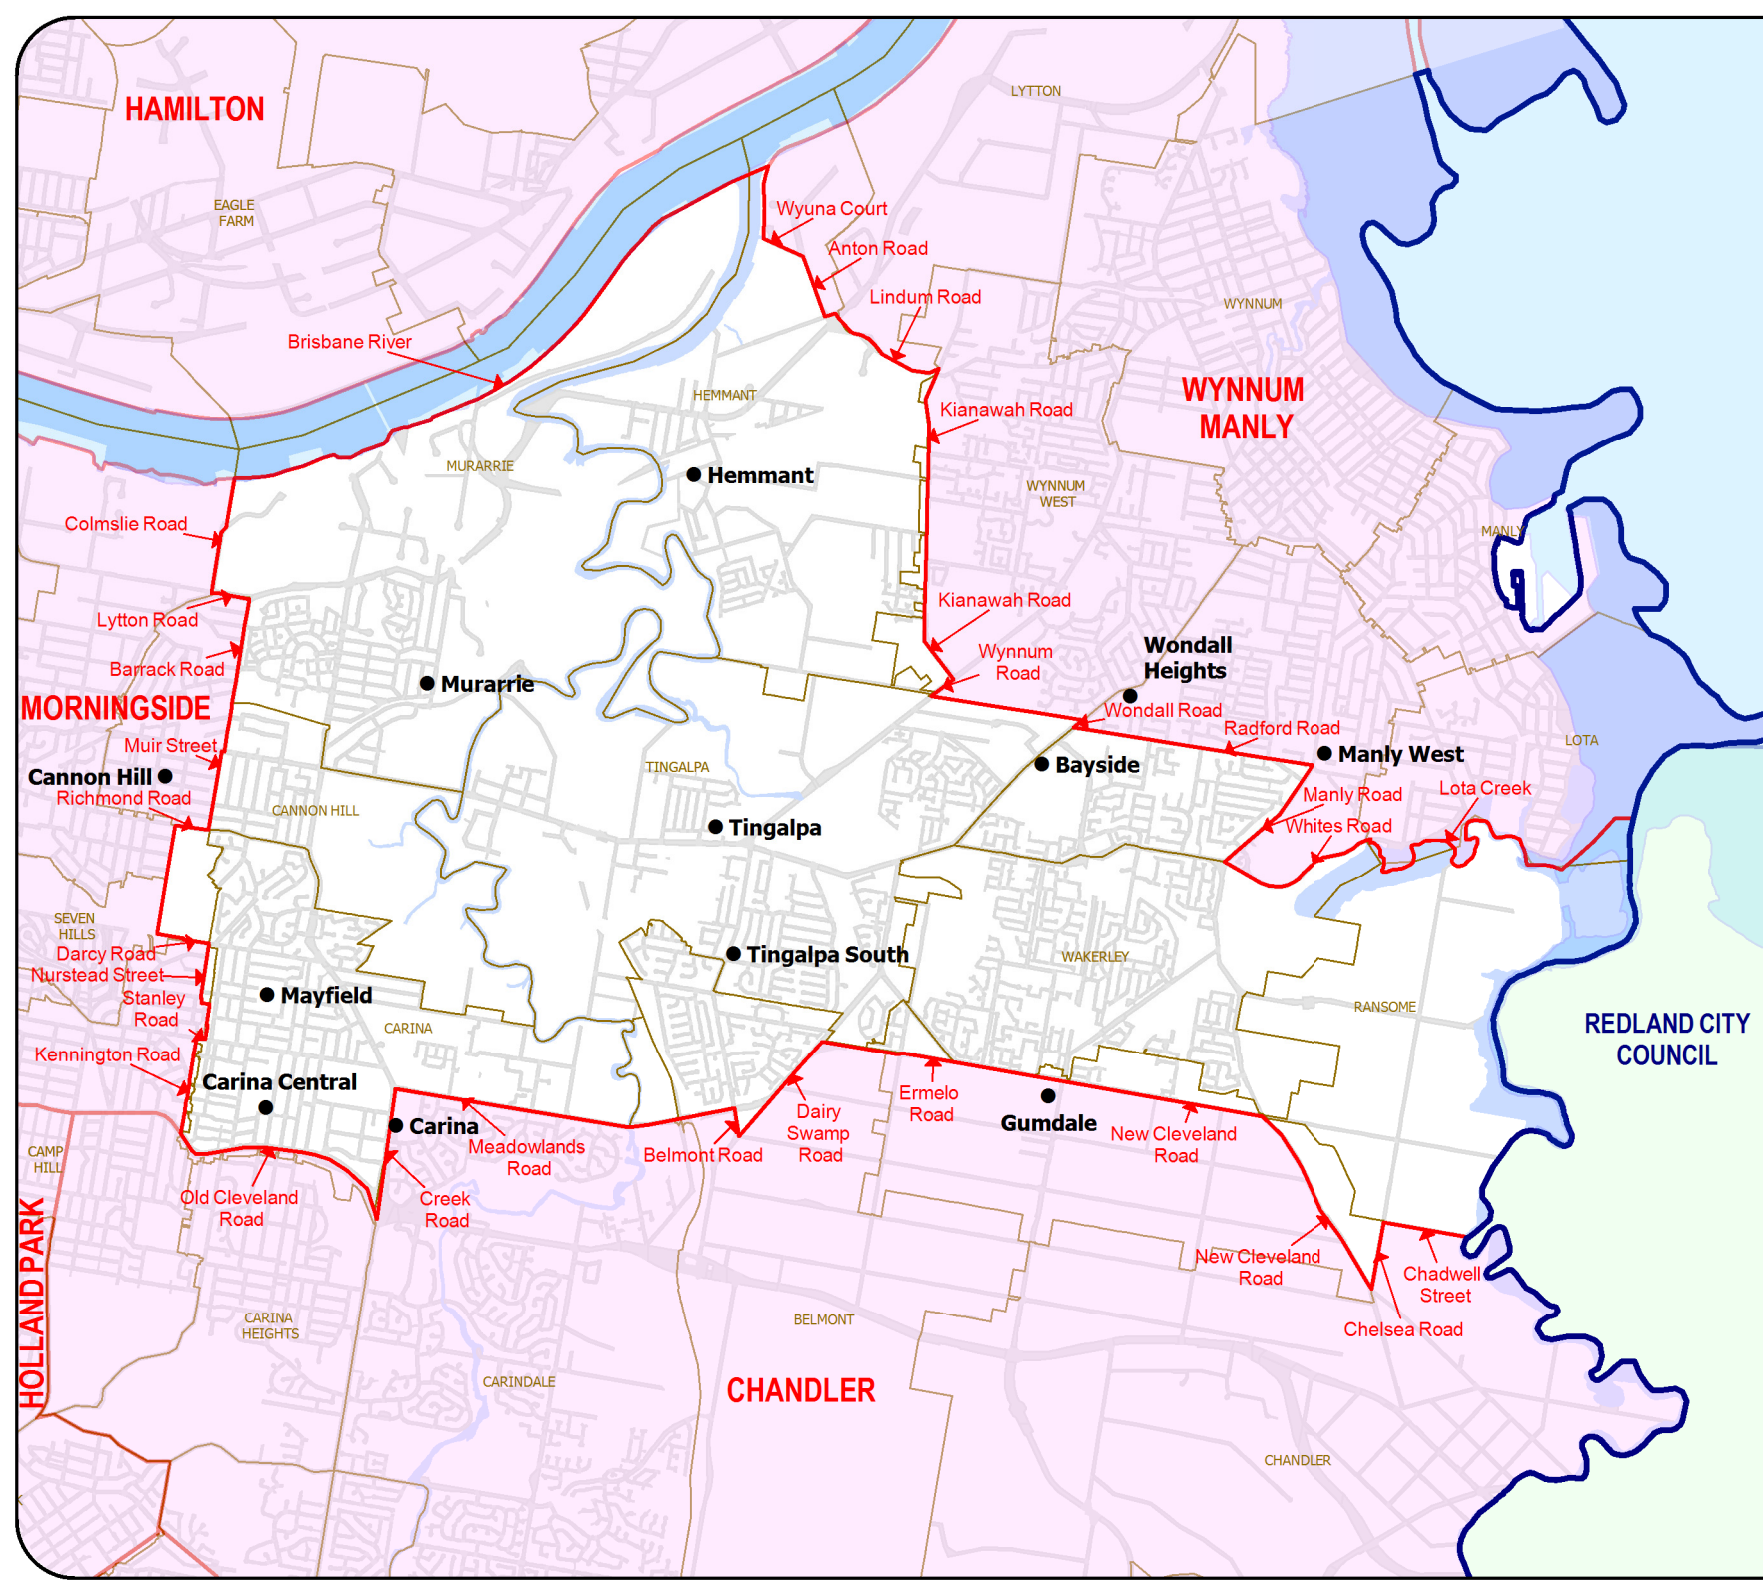 HAMILTON
LYTTON
EAGLE
FARM
Wyuna Court
Anton Road
Lindum Road
WYNNUM
Brisbane River
HEMMANT
WYNNUM
MANLY
Kianawah Road
MURARRIE
Hemmant
WYNNUM
WEST
Colmslie Road
MANLY
Kianawah Road
Lytton Road
Barrack Road
Wynnum
Road
Wondall
Heights
Murarrie
MORNINGSIDE
Wondall Road
Radford Road
Muir Street
LOTA
Manly West
Cannon Hill
TINGALPA
Bayside
Richmond Road
CANNON HILL
Manly Road
Lota Creek
Tingalpa
Whites Road
SEVEN
HILLS
Darcy Road
Tingalpa South
WAKERLEY
Nurstead Street
Mayfield
Stanley
Road
RANSOME
CARINA
REDLAND CITY
COUNCIL
Kennington Road
Carina Central
Ermelo
Road
Dairy
Swamp
Road
Gumdale
Carina
Meadowlands
Road
Belmont Road
New Cleveland
Road
CAMP
HILL
Old Cleveland
Road
Creek
Road
HOLLAND PARK
New Cleveland
Road
Chadwell
Street
Chelsea Road
CARINA
HEIGHTS
BELMONT
CARINDALE
CHANDLER
CHANDLER